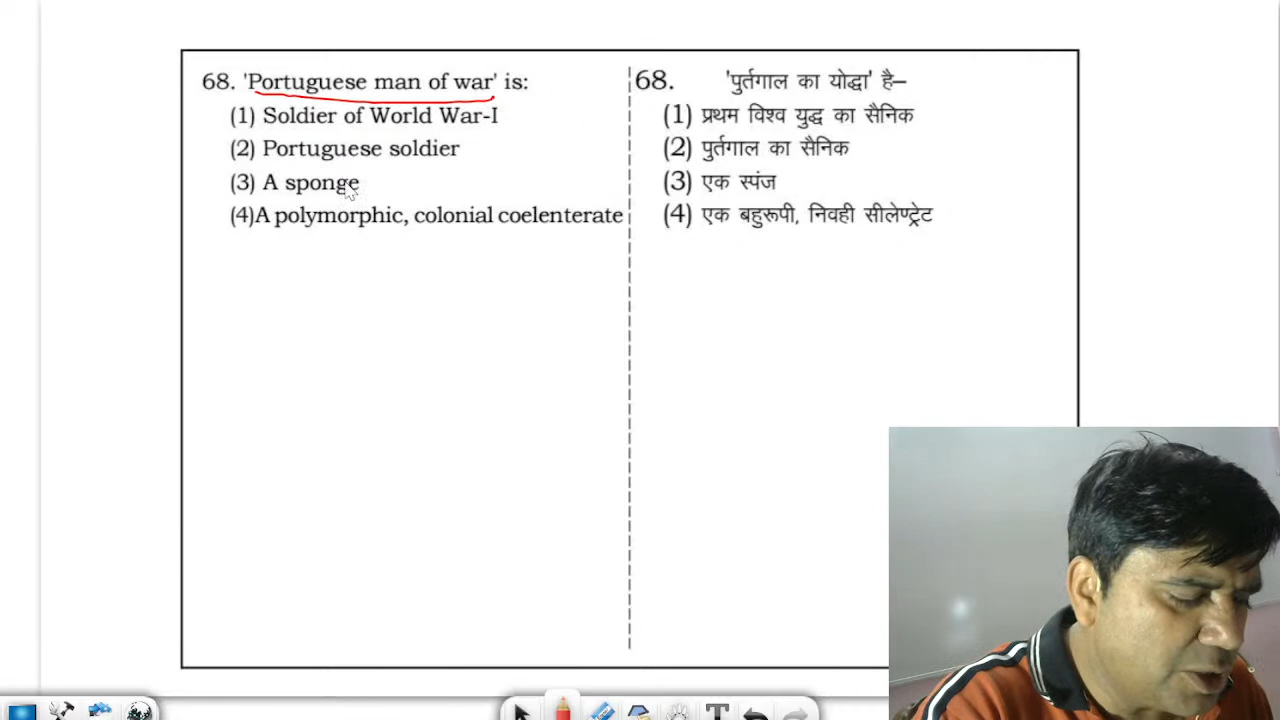 68. 'Portuguese man of war' is:
(1) Soldier of World War-I
(2) Portuguese soldier
(3) A sponge
(4)A polymorphic, colonial coelenterate
68. 'पुर्तगाल का योद्धा' है–
(1) प्रथम विश्व युद्ध का सैनिक
(2) पुर्तगाल का सैनिक
(3) एक स्पंज
(4) एक बहुरूपी, निवही सीलेण्ट्रेट